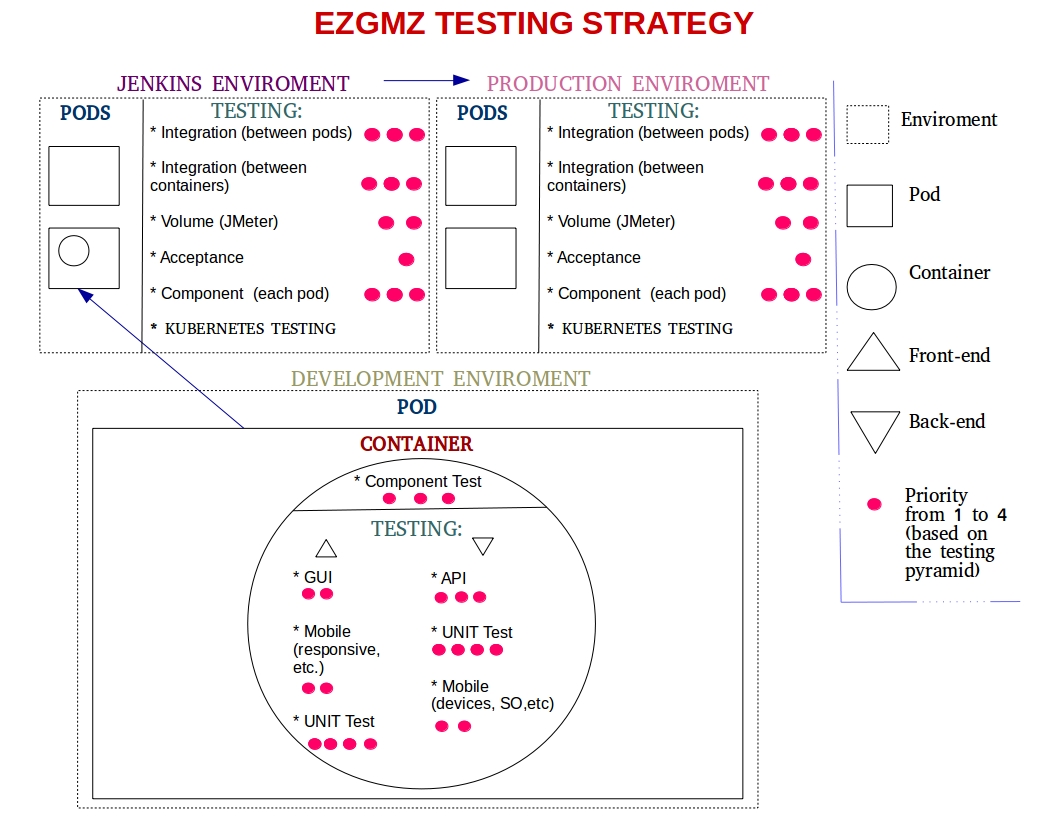 EZGMZ TESTING STRATEGY
JENKINS ENVIROMENT
PODS
TESTING:
* Integration (between pods)
* Integration (between
containers)
* Volume (JMeter)
* Acceptance
* Component (each pod)
* KUBERNETES TESTING
PRODUCTION ENVIROMENT
PODS
TESTING:
* Integration (between pods)
* Integration (between
containers)
* Volume (JMeter)
* Acceptance
* Component (each pod)
* KUBERNETES TESTING
Enviroment
Pod
Container
Front-end
Back-end
Priority
from 1 to 4
(based on
the testing
pyramid)
DEVELOPMENT ENVIROMENT
POD
CONTAINER
* Component Test
TESTING:
* GUI
* Mobile
(responsive,
etc.)
* UNIT Test
* API
* UNIT Test
* Mobile
(devices, SO,etc)